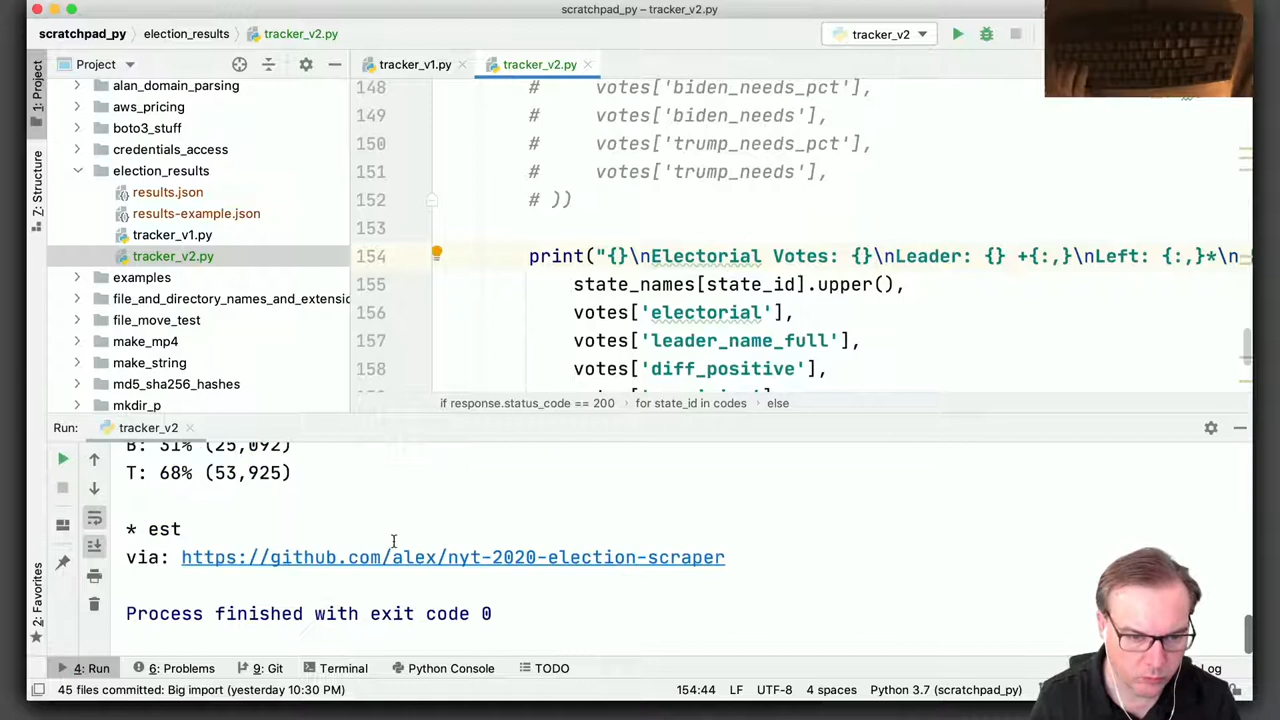 scratchpad_py – tracker_v2.py
scratchpad_py election_results tracker_v2.py
tracker_v2
Project
tracker_v1.py tracker_v2.py
1: Project
Z: Structure
2: Favorites
alan_domain_parsing
aws_pricing
boto3_stuff
credentials_access
election_results
results.json
results-example.json
tracker_v1.py
tracker_v2.py
examples
file_and_directory_names_and_extensio
file_move_test
make_mp4
make_string
md5_sha256_hashes
mkdir_p
148 # votes['biden_needs_pct'],
149 # votes['biden_needs'],
150 # votes['trump_needs_pct'],
151 # votes['trump_needs'],
152 # ))
153
154 print("{}\nElectorial Votes: {}\nLeader: {} +{:,}\nLeft: {:,}*\n
155 state_names[state_id].upper(),
156 votes['electorial'],
157 votes['leader_name_full'],
158 votes['diff_positive'],
if response.status_code == 200 for state_id in codes else
Run: tracker_v2
B: 31% (25,092)
T: 68% (53,925)
* est
via: https://github.com/alex/nyt-2020-election-scraper
Process finished with exit code 0
4: Run 6: Problems 9: Git Terminal Python Console TODO Log
45 files committed: Big import (yesterday 10:30 PM) 154:44 LF UTF-8 4 spaces Python 3.7 (scratchpad_py)